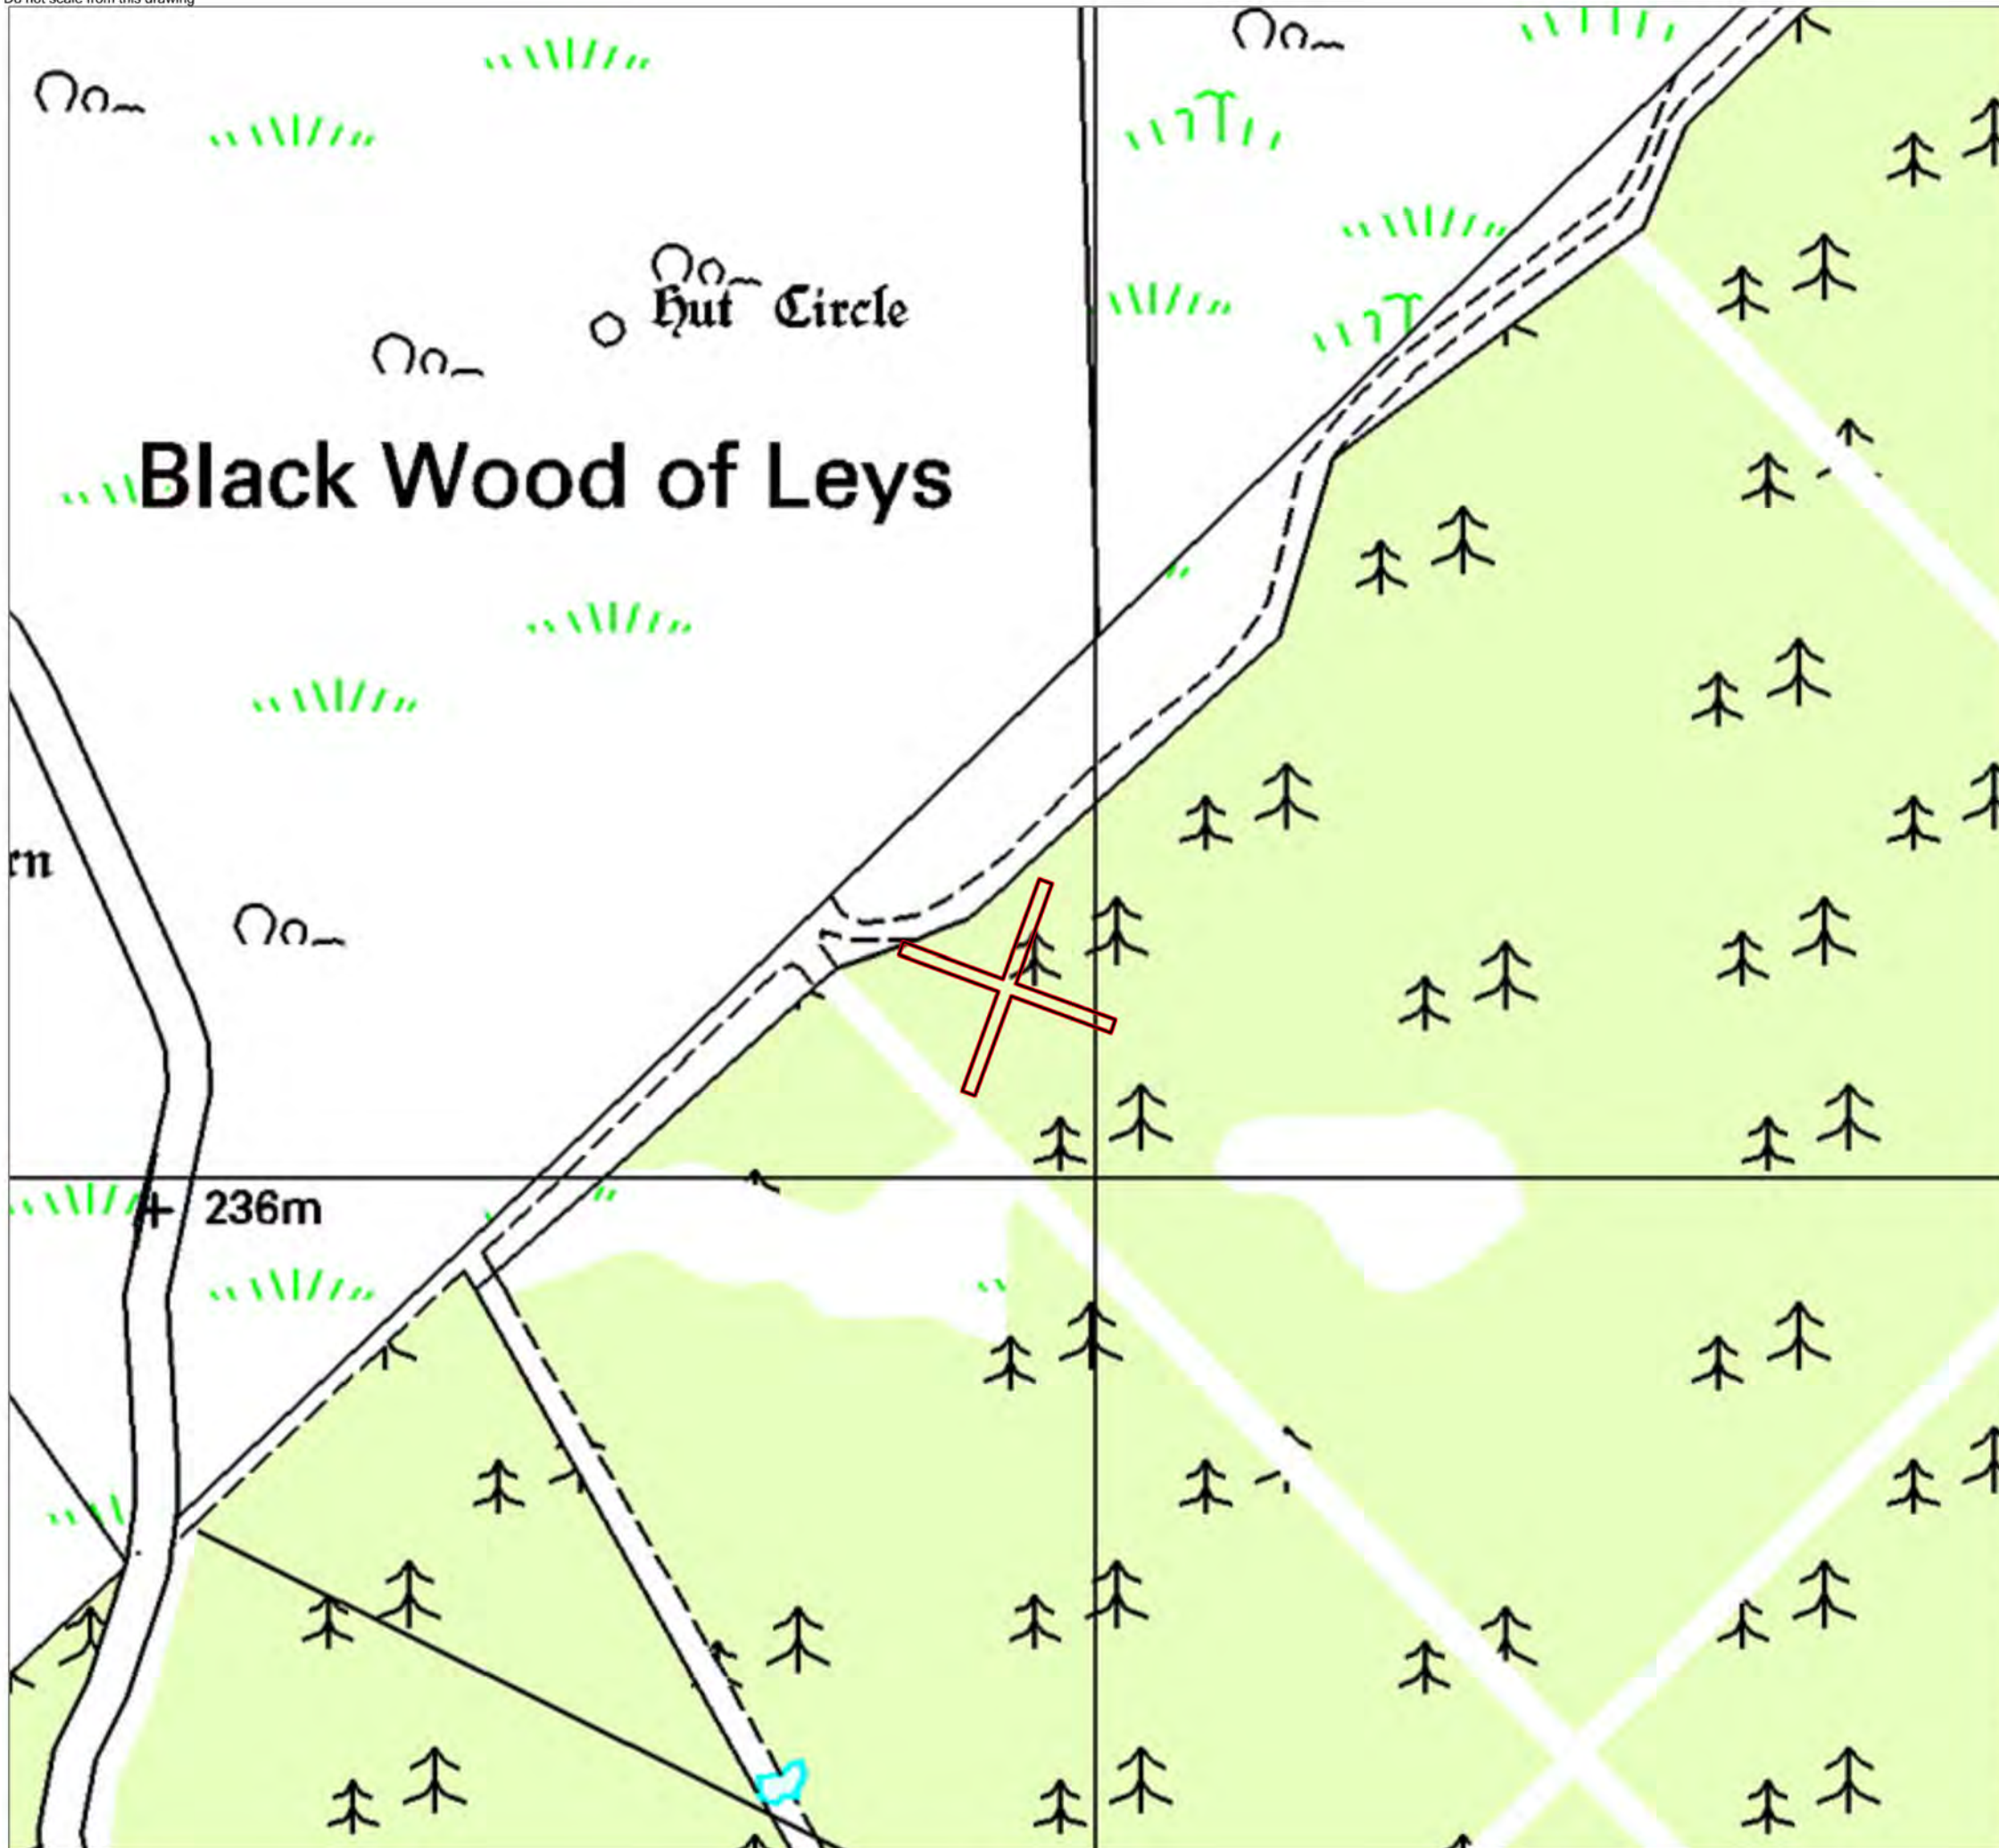 Do not scale from this drawing
Hut Circle
Black Wood of Leys
rn
236m